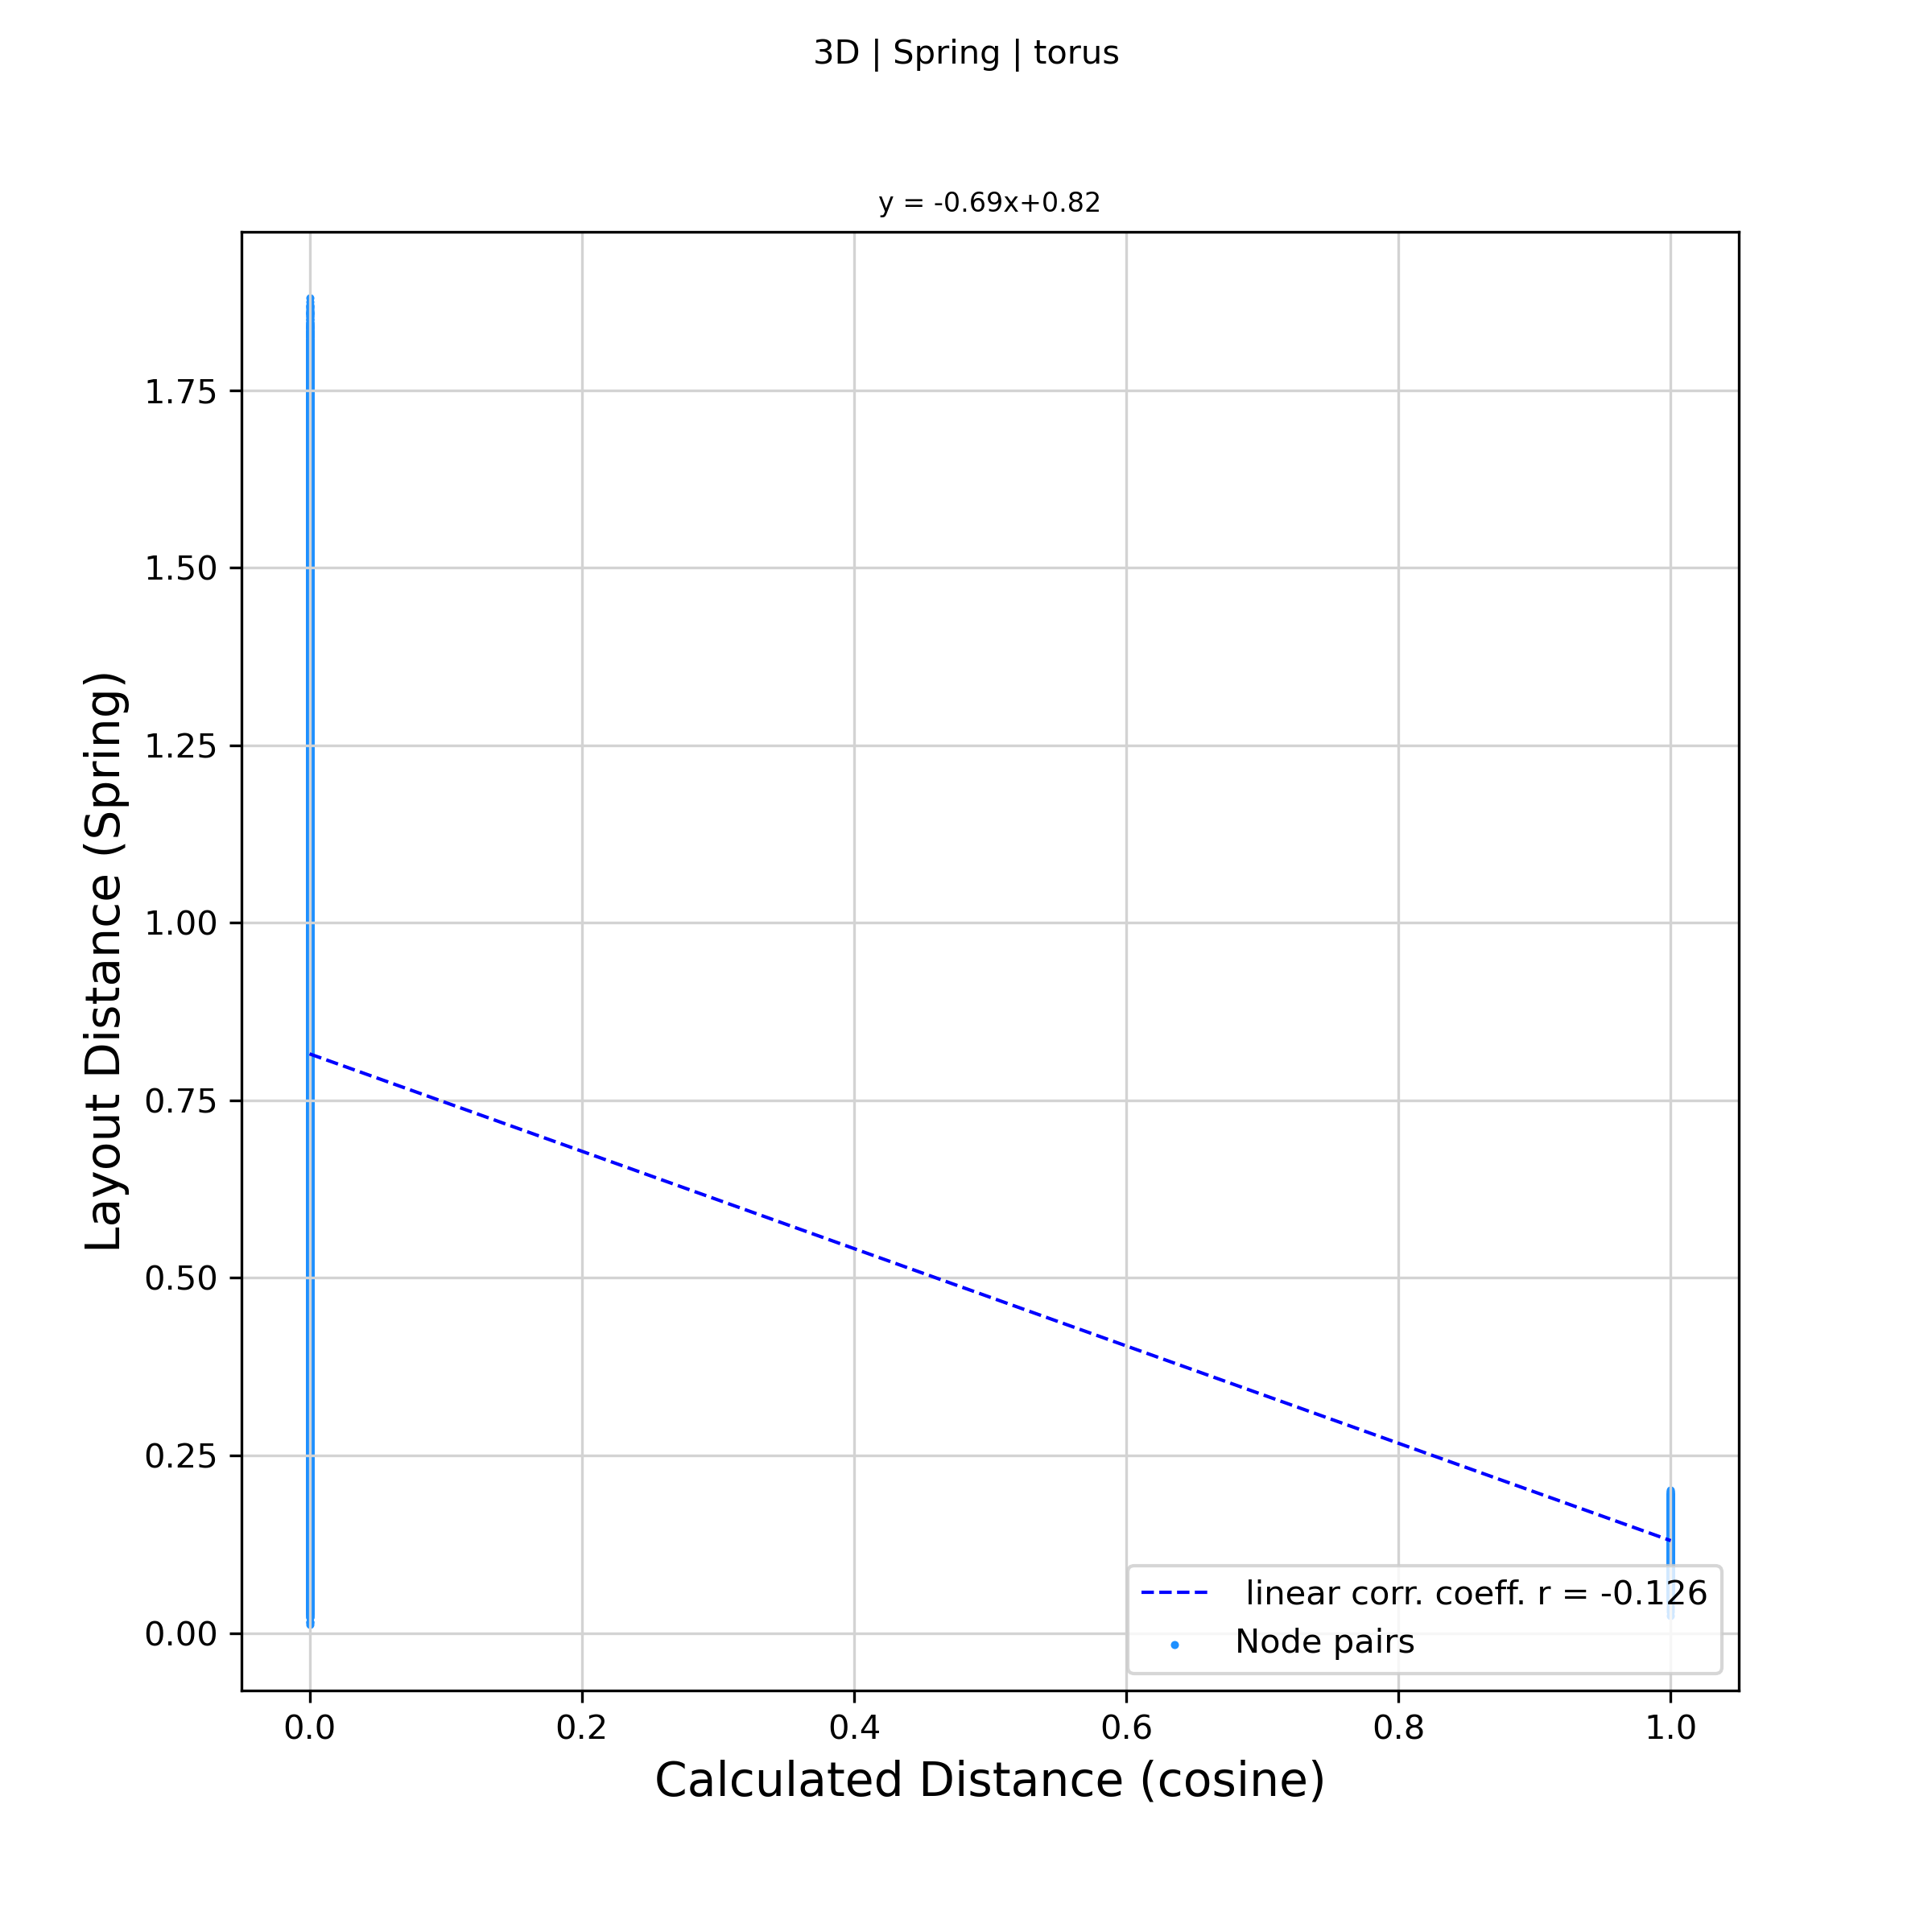 3D | Spring | torus
y = -0.69x+0.82
Layout Distance (Spring)
1.75
1.50
1.25
1.00
0.75
0.50
0.25
0.00
linear corr. coeff. r = -0.126
Node pairs
0.0 0.2 0.4 0.6 0.8 1.0
Calculated Distance (cosine)